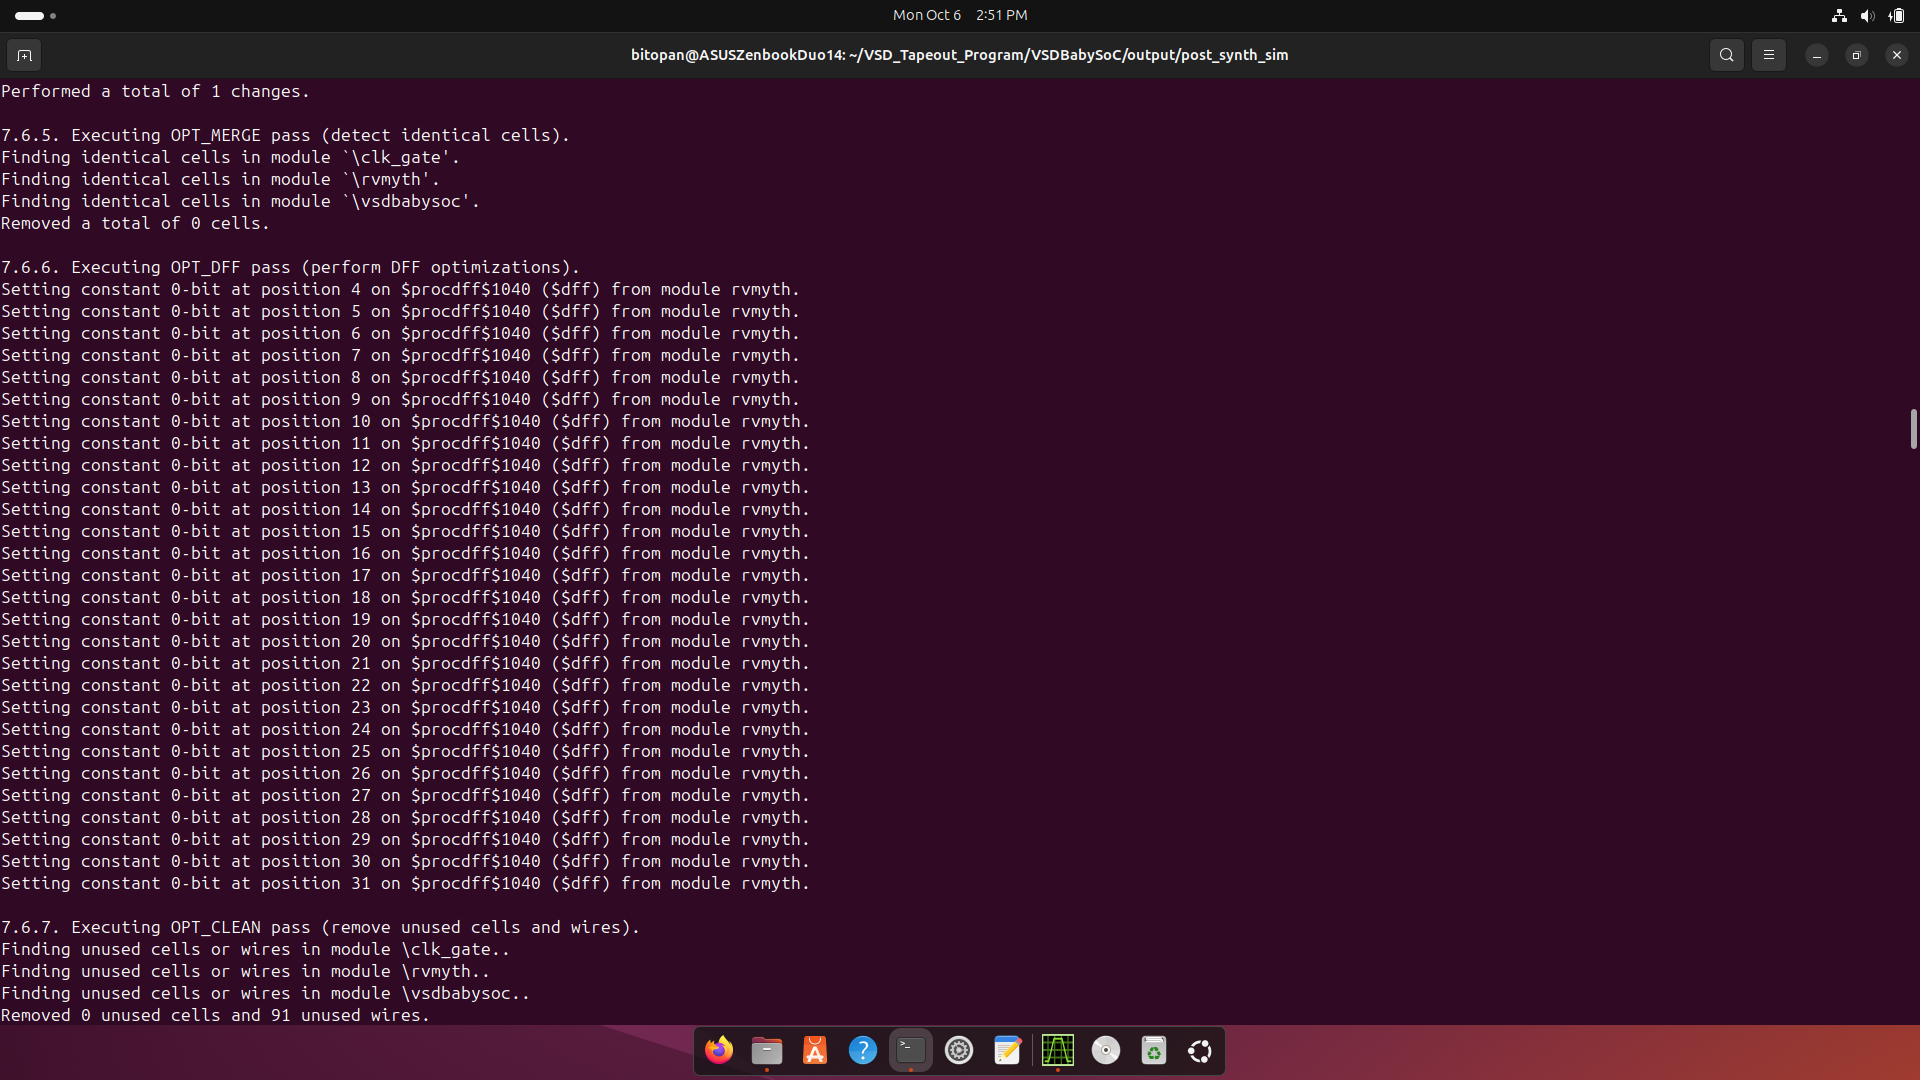 Mon Oct 6 2:51 PM
bitopan@ASUSZenbookDuo14: ~/VSD_Tapeout_Program/VSDBabySoC/output/post_synth_sim
Performed a total of 1 changes.
7.6.5. Executing OPT_MERGE pass (detect identical cells).
Finding identical cells in module `\clk_gate'.
Finding identical cells in module `\rvmyth'.
Finding identical cells in module `\vsdbabysoc'.
Removed a total of 0 cells.
7.6.6. Executing OPT_DFF pass (perform DFF optimizations).
Setting constant 0-bit at position 4 on $procdff$1040 ($dff) from module rvmyth.
Setting constant 0-bit at position 5 on $procdff$1040 ($dff) from module rvmyth.
Setting constant 0-bit at position 6 on $procdff$1040 ($dff) from module rvmyth.
Setting constant 0-bit at position 7 on $procdff$1040 ($dff) from module rvmyth.
Setting constant 0-bit at position 8 on $procdff$1040 ($dff) from module rvmyth.
Setting constant 0-bit at position 9 on $procdff$1040 ($dff) from module rvmyth.
Setting constant 0-bit at position 10 on $procdff$1040 ($dff) from module rvmyth.
Setting constant 0-bit at position 11 on $procdff$1040 ($dff) from module rvmyth.
Setting constant 0-bit at position 12 on $procdff$1040 ($dff) from module rvmyth.
Setting constant 0-bit at position 13 on $procdff$1040 ($dff) from module rvmyth.
Setting constant 0-bit at position 14 on $procdff$1040 ($dff) from module rvmyth.
Setting constant 0-bit at position 15 on $procdff$1040 ($dff) from module rvmyth.
Setting constant 0-bit at position 16 on $procdff$1040 ($dff) from module rvmyth.
Setting constant 0-bit at position 17 on $procdff$1040 ($dff) from module rvmyth.
Setting constant 0-bit at position 18 on $procdff$1040 ($dff) from module rvmyth.
Setting constant 0-bit at position 19 on $procdff$1040 ($dff) from module rvmyth.
Setting constant 0-bit at position 20 on $procdff$1040 ($dff) from module rvmyth.
Setting constant 0-bit at position 21 on $procdff$1040 ($dff) from module rvmyth.
Setting constant 0-bit at position 22 on $procdff$1040 ($dff) from module rvmyth.
Setting constant 0-bit at position 23 on $procdff$1040 ($dff) from module rvmyth.
Setting constant 0-bit at position 24 on $procdff$1040 ($dff) from module rvmyth.
Setting constant 0-bit at position 25 on $procdff$1040 ($dff) from module rvmyth.
Setting constant 0-bit at position 26 on $procdff$1040 ($dff) from module rvmyth.
Setting constant 0-bit at position 27 on $procdff$1040 ($dff) from module rvmyth.
Setting constant 0-bit at position 28 on $procdff$1040 ($dff) from module rvmyth.
Setting constant 0-bit at position 29 on $procdff$1040 ($dff) from module rvmyth.
Setting constant 0-bit at position 30 on $procdff$1040 ($dff) from module rvmyth.
Setting constant 0-bit at position 31 on $procdff$1040 ($dff) from module rvmyth.
7.6.7. Executing OPT_CLEAN pass (remove unused cells and wires).
Finding unused cells or wires in module \clk_gate..
Finding unused cells or wires in module \rvmyth..
Finding unused cells or wires in module \vsdbabysoc..
Removed 0 unused cells and 91 unused wires.